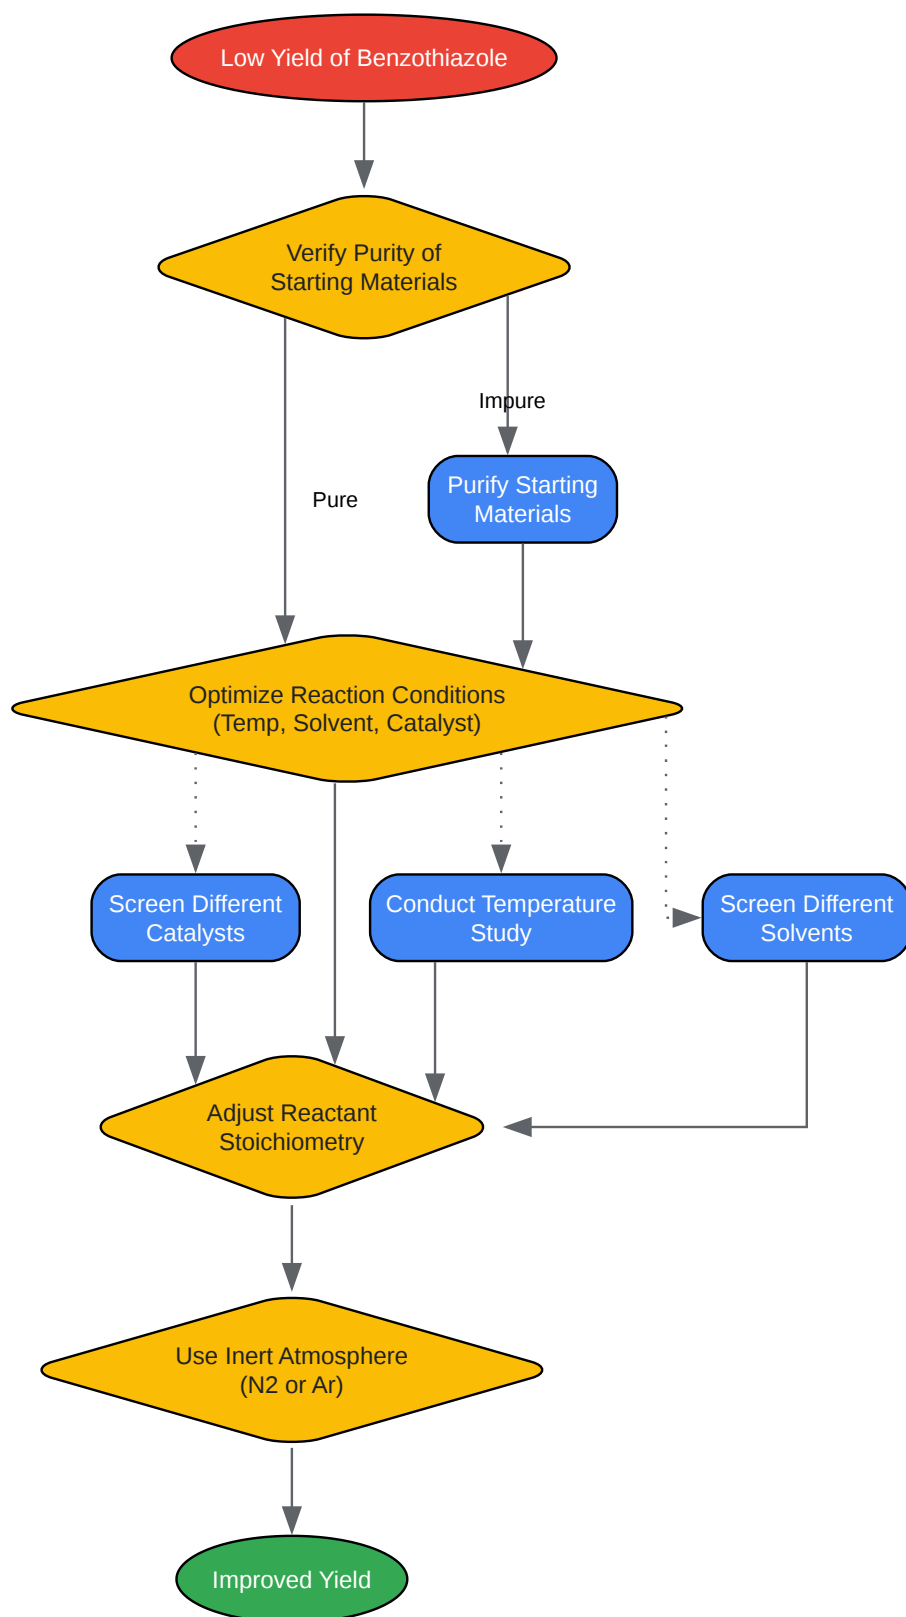 Low Yield of Benzothiazole
Verify Purity of
Starting Materials
Impure
Purify Starting
Materials
Pure
Optimize Reaction Conditions
(Temp, Solvent, Catalyst)
Screen Different
Catalysts
Conduct Temperature
Study
Screen Different
Solvents
Adjust Reactant
Stoichiometry
Use Inert Atmosphere
(N2 or Ar)
Improved Yield